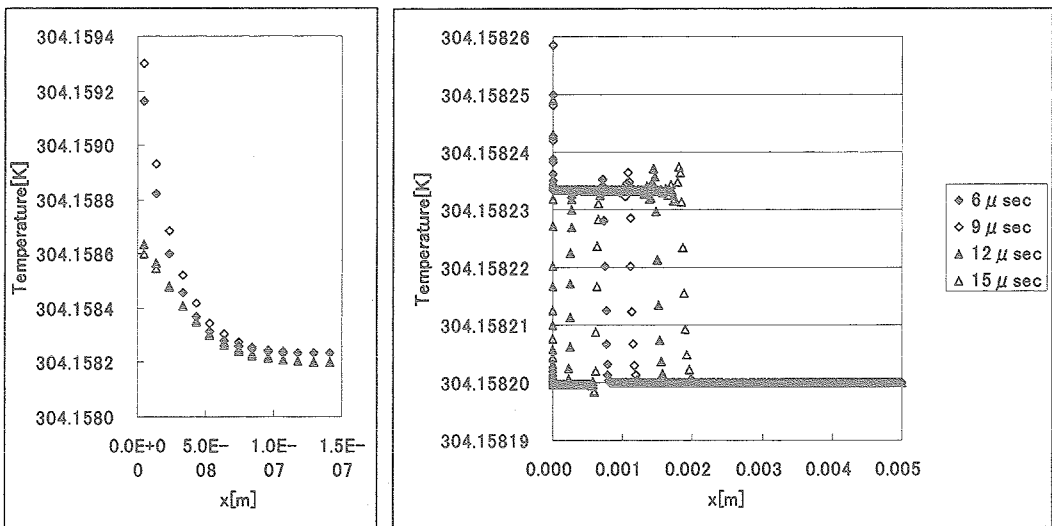 304.1594
304.1592
304.1590
304.1588
304.1586
304.1584
304.1582
304.1580
Temperature[K]
0.0E+0
0
5.0E-
08
1.0E-
07
1.5E-
07
x[m]
304.15826
304.15825
304.15824
304.15823
304.15822
304.15821
304.15820
304.15819
Temperature[K]
0.000
0.001
0.002
0.003
0.004
0.005
x[m]
6 μ sec
9 μ sec
12 μ sec
15 μ sec